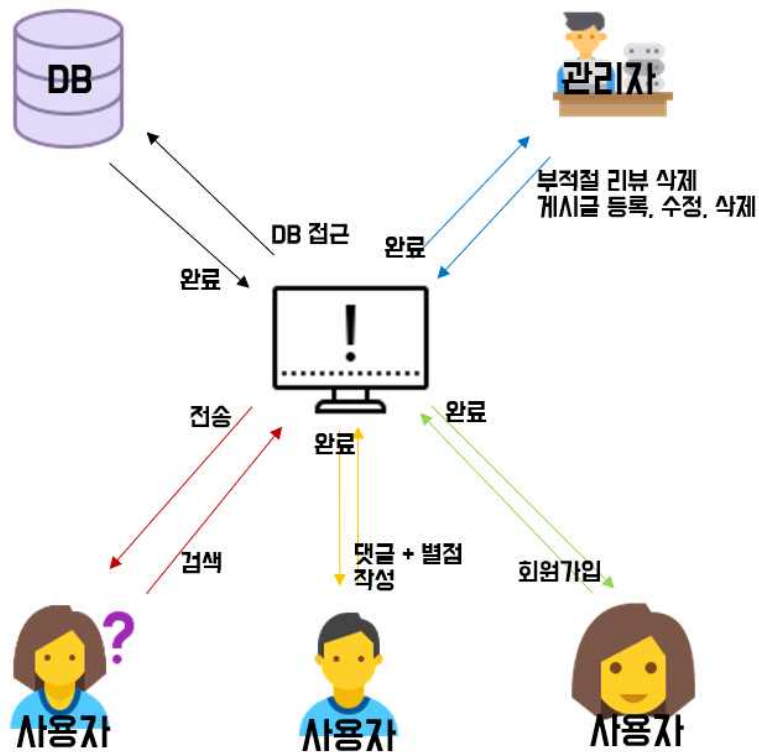 DB
관리자
부적절 리뷰 삭제
게시글 등록, 수정, 삭제
DB 접근
완료
완료
!
전송
완료
완료
검색
댓글 + 별점
작성
회원가입
?
사용자
사용자
사용자